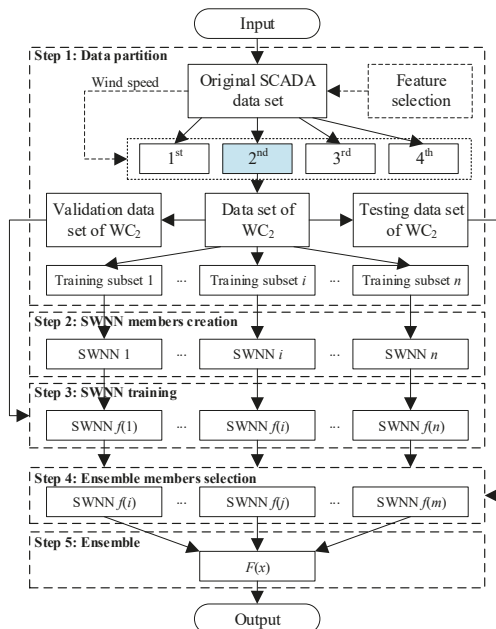 Input
Step 1: Data partition
Wind speed
Original SCADA
data set
Feature
selection
1st
2nd
3rd
4th
Validation data
set of WC2
Data set of
WC2
Testing data set
of WC2
Training subset 1
...
Training subset i
...
Training subset n
Step 2: SWNN members creation
SWNN 1
...
SWNN i
...
SWNN n
Step 3: SWNN training
SWNN f(1)
...
SWNN f(i)
...
SWNN f(n)
Step 4: Ensemble members selection
SWNN f(i)
...
SWNN f(j)
...
SWNN f(m)
Step 5: Ensemble
F(x)
Output